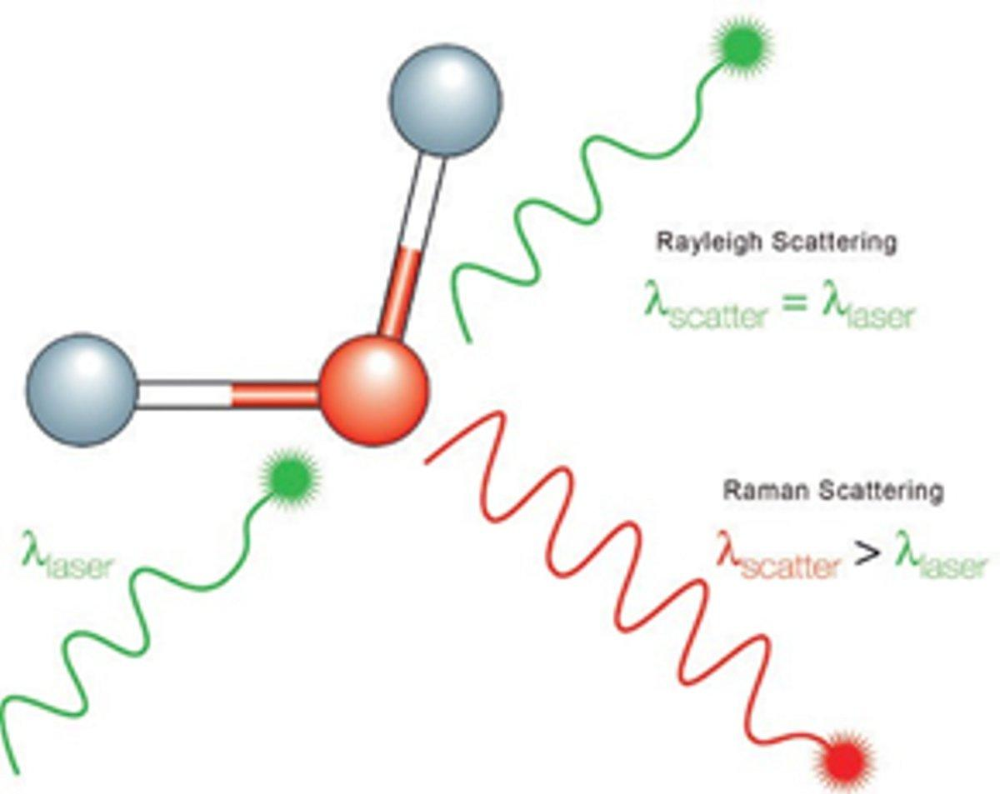 Rayleigh Scattering
λscatter = λlaser
Raman Scattering
λscatter > λlaser
λlaser